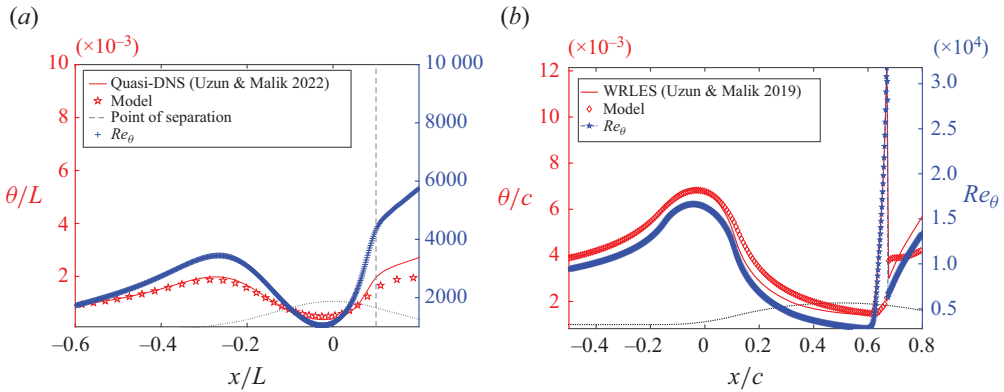 (a)
(×10⁻³)
10
8
6
4
2
θ/L
10 000
8000
6000
4000
2000
Quasi-DNS (Uzun & Malik 2022)
Model
Point of separation
Re_θ
−0.6 −0.4 −0.2 0
x/L
(b)
(×10⁻³)
12
10
8
6
4
2
θ/c
(×10⁴)
3.0
2.5
2.0
1.5
1.0
0.5
Re_θ
WRLES (Uzun & Malik 2019)
Model
Re_θ
−0.4 −0.2 0 0.2 0.4 0.6 0.8
x/c